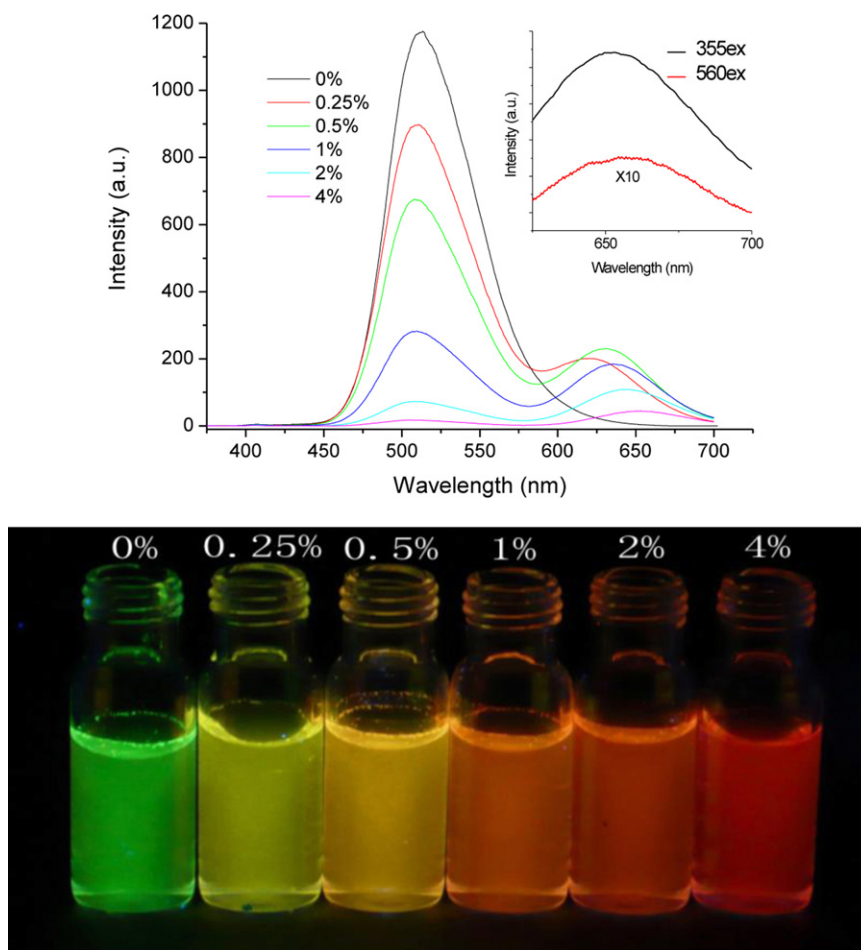 1200
1000
800
600
400
200
0
Intensity (a.u.)
0%
0.25%
0.5%
1%
2%
4%
400 450 500 550 600 650 700
Wavelength (nm)
355ex
560ex
X10
Intensity (a.u.)
650 700
Wavelength (nm)
0% 0. 25% 0. 5% 1% 2% 4%